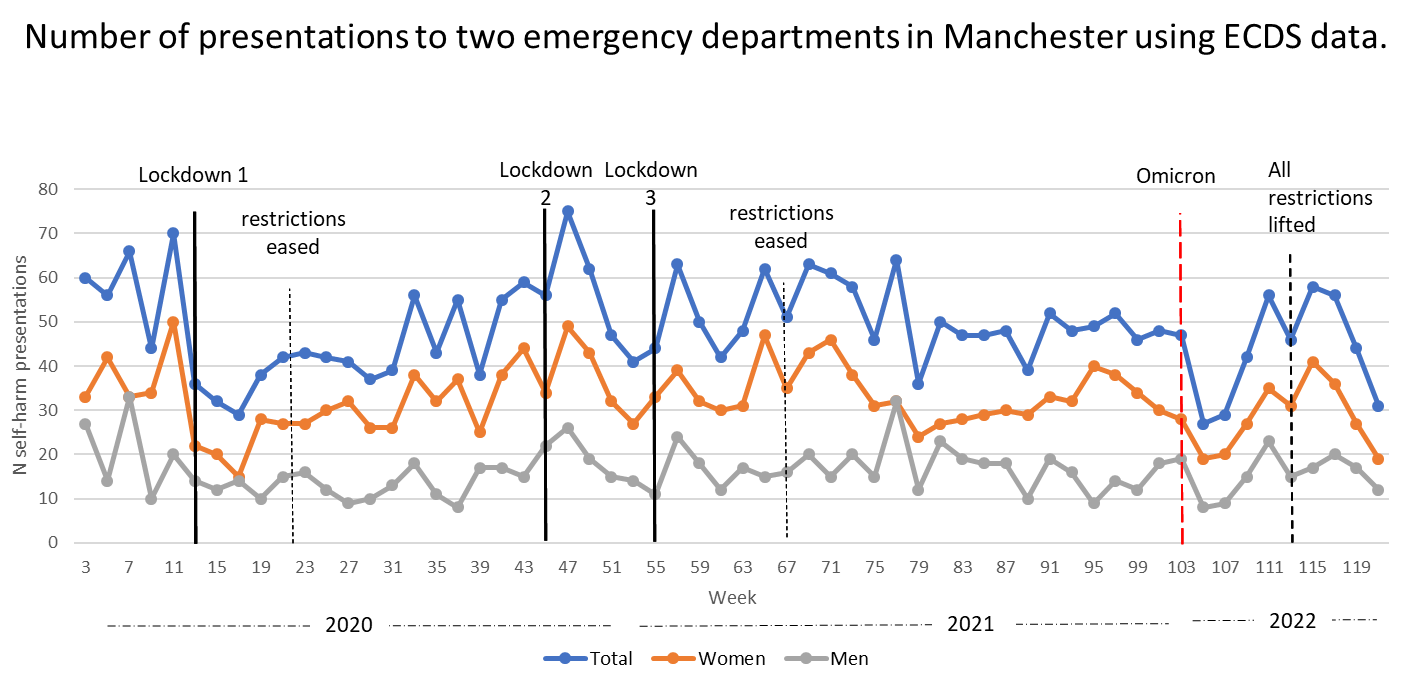 Number of presentations to two emergency departments in Manchester using ECDS data.
Lockdown 1
restrictions
eased
Lockdown
2
Lockdown
3
restrictions
eased
Omicron
All
restrictions
lifted
N self-harm presentations
80
70
60
50
40
30
20
10
0
3 7 11 15 19 23 27 31 35 39 43 47 51 55 59 63 67 71 75 79 83 87 91 95 99 103 107 111 115 119
Week
2020 2021 2022
Total Women Men